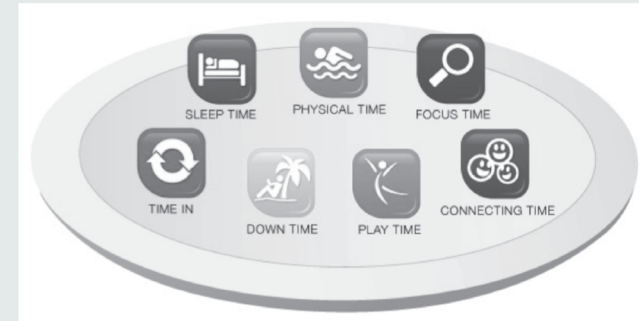 SLEEP TIME
PHYSICAL TIME
FOCUS TIME
TIME IN
DOWN TIME
PLAY TIME
CONNECTING TIME